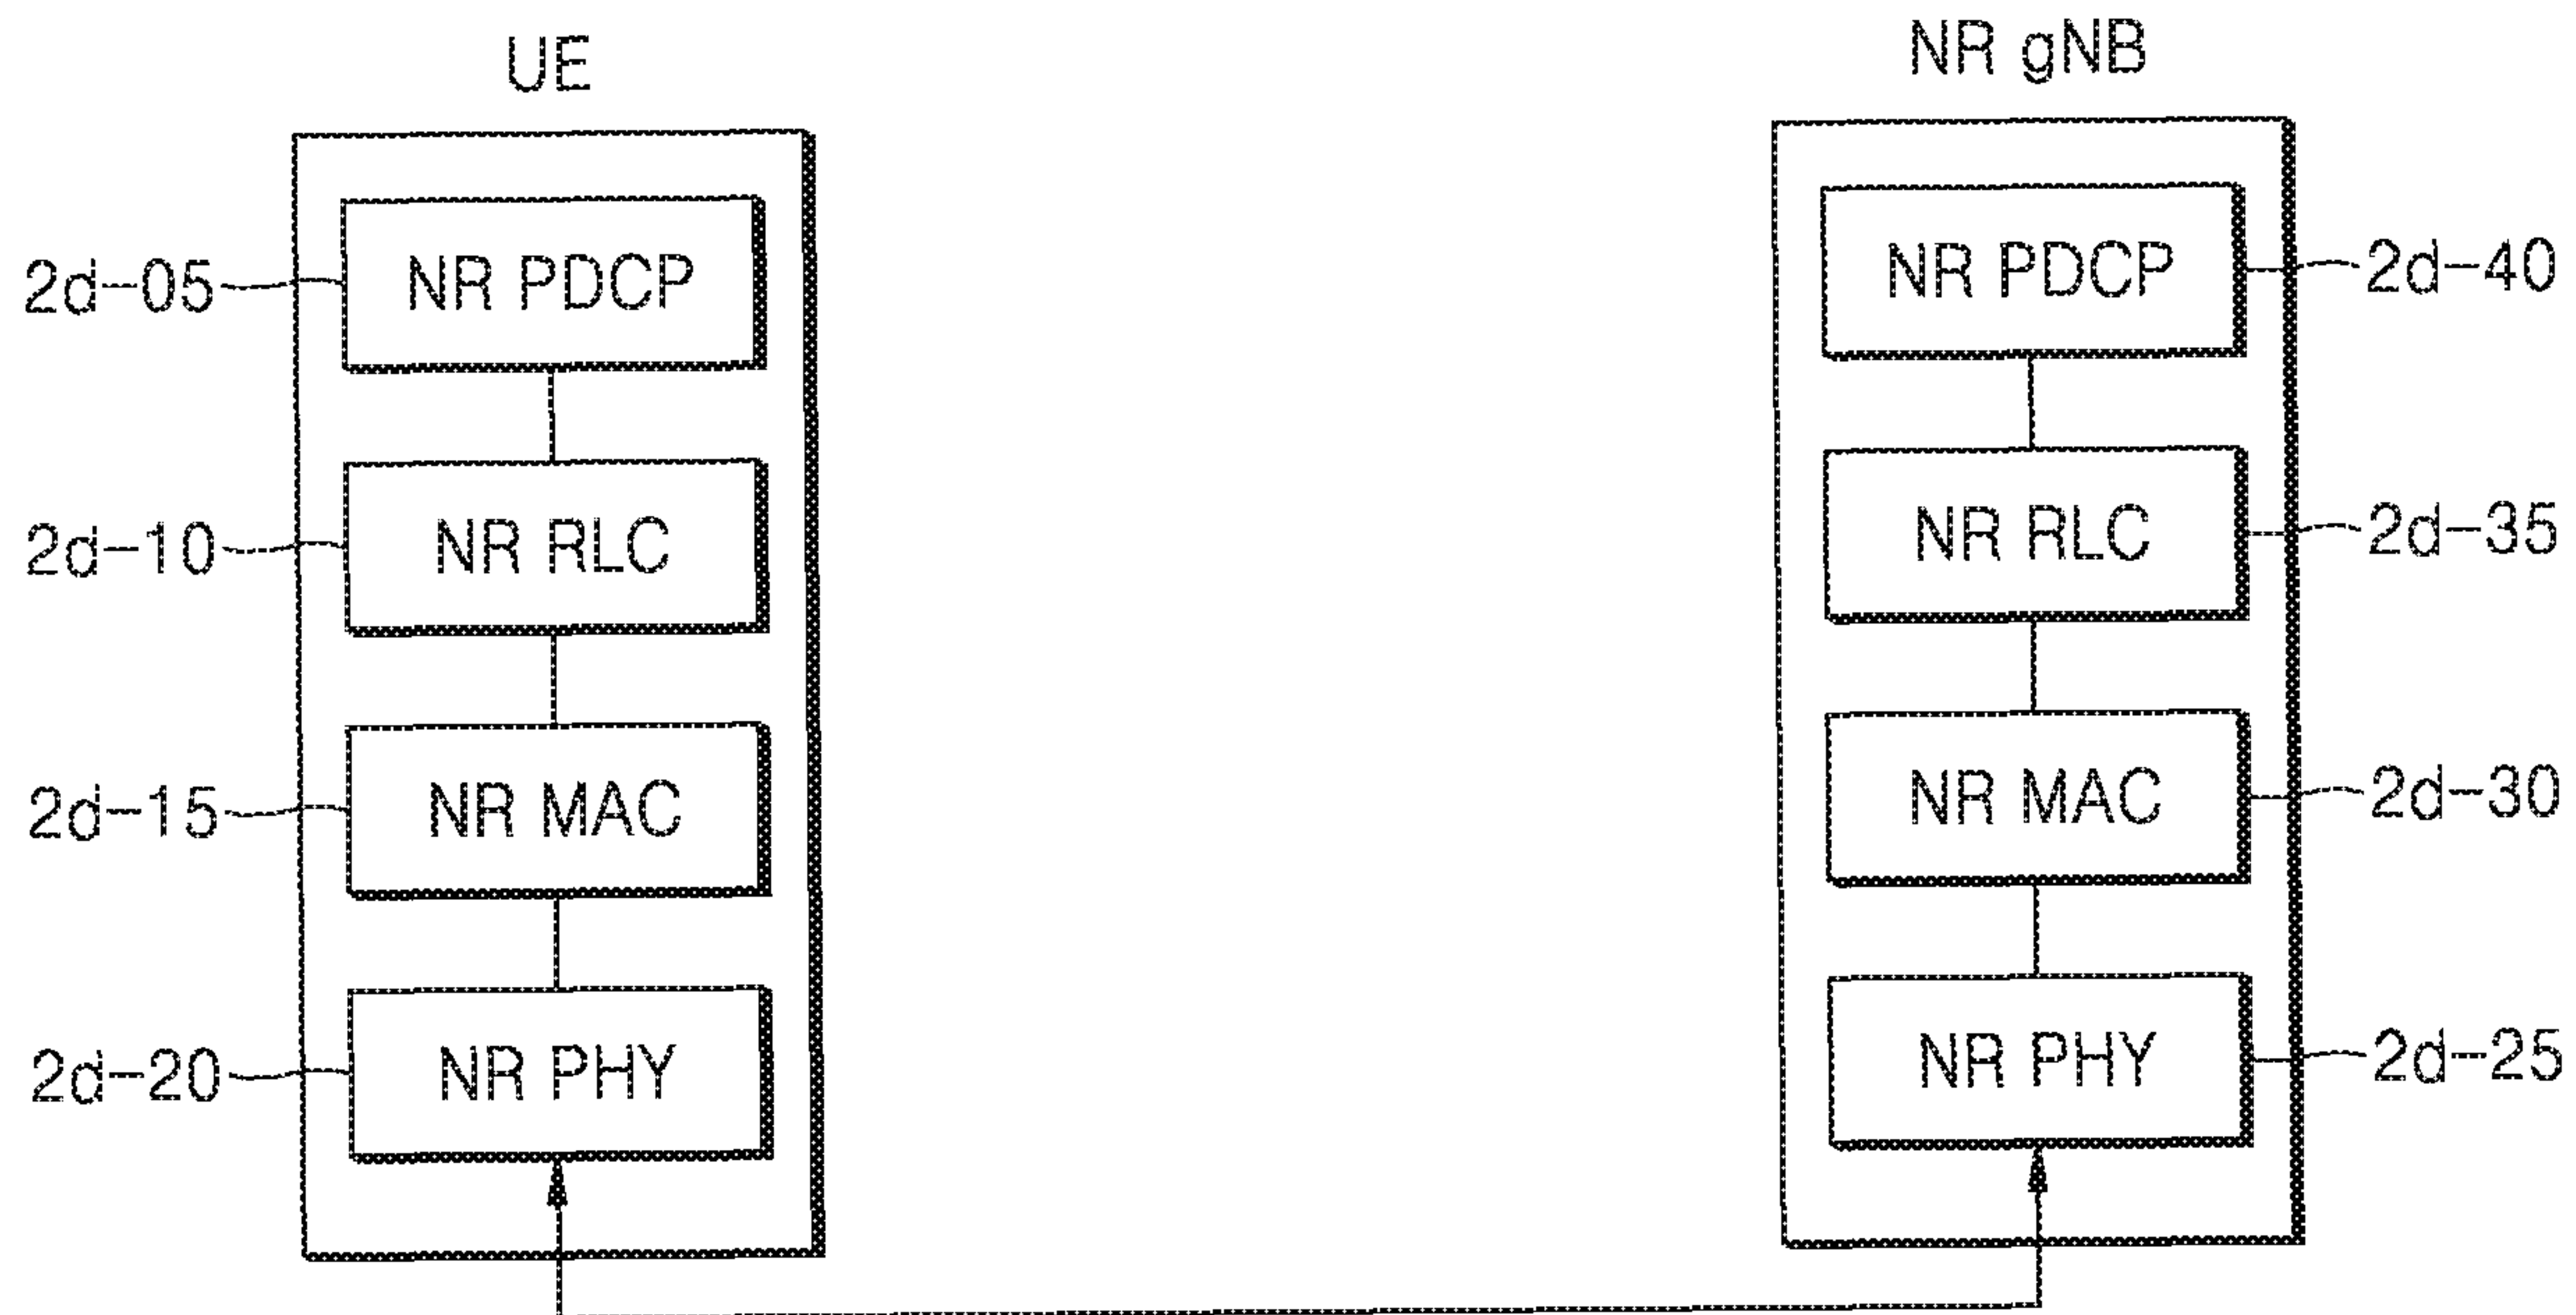 UE
NR gNB
2d-05
NR PDCP
NR PDCP
2d-40
2d-10
NR RLC
NR RLC
2d-35
2d-15
NR MAC
NR MAC
2d-30
2d-20
NR PHY
NR PHY
2d-25